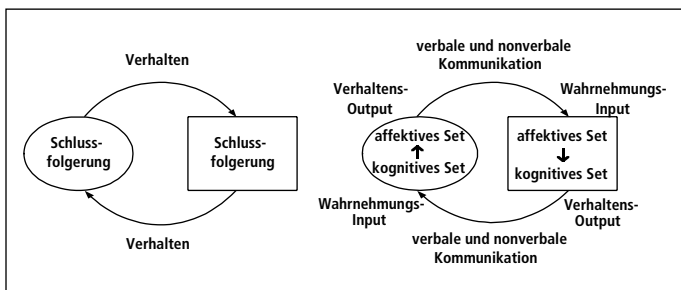 Verhalten
Schluss-
folgerung
Schluss-
folgerung
Verhalten
verbale und nonverbale
Kommunikation
Verhaltens-
Output
Wahrnehmungs-
Input
affektives Set
kognitives Set
affektives Set
kognitives Set
Wahrnehmungs-
Input
Verhaltens-
Output
verbale und nonverbale
Kommunikation